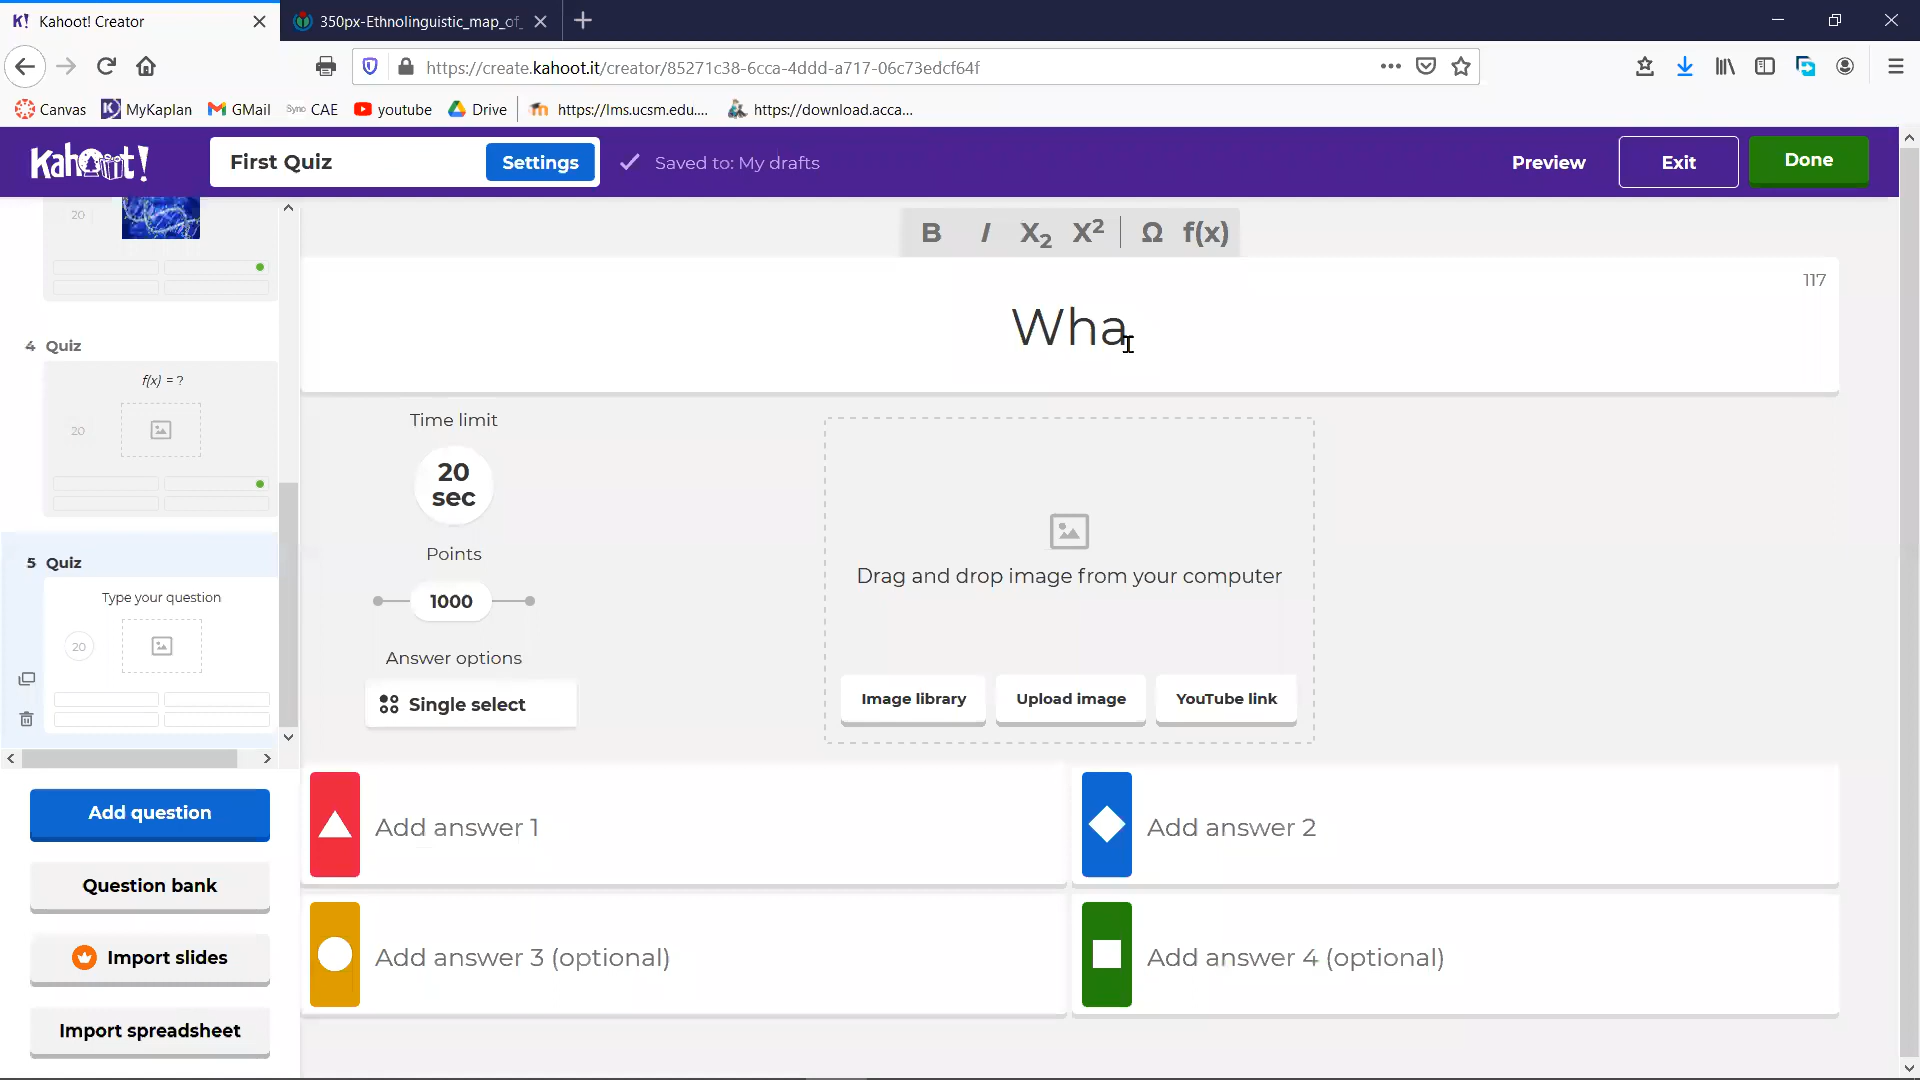 Kahoot! Creator
350px-Ethnolinguistic_map_of_
https://create.kahoot.it/creator/85271c38-6cca-4ddd-a717-06c73edcf64f
Canvas
MyKaplan
GMail
Syno CAE
youtube
Drive
https://lms.ucsm.edu....
https://download.acca...
Kahoot!
First Quiz
Settings
Saved to: My drafts
Preview
Exit
Done
B I X2 X2 Ω f(x)
117
Wha
20
4 Quiz
f(x) = ?
20
5 Quiz
Type your question
20
Add question
Question bank
Import slides
Import spreadsheet
Time limit
20
sec
Points
1000
Answer options
Single select
Drag and drop image from your computer
Image library
Upload image
YouTube link
Add answer 1
Add answer 2
Add answer 3 (optional)
Add answer 4 (optional)